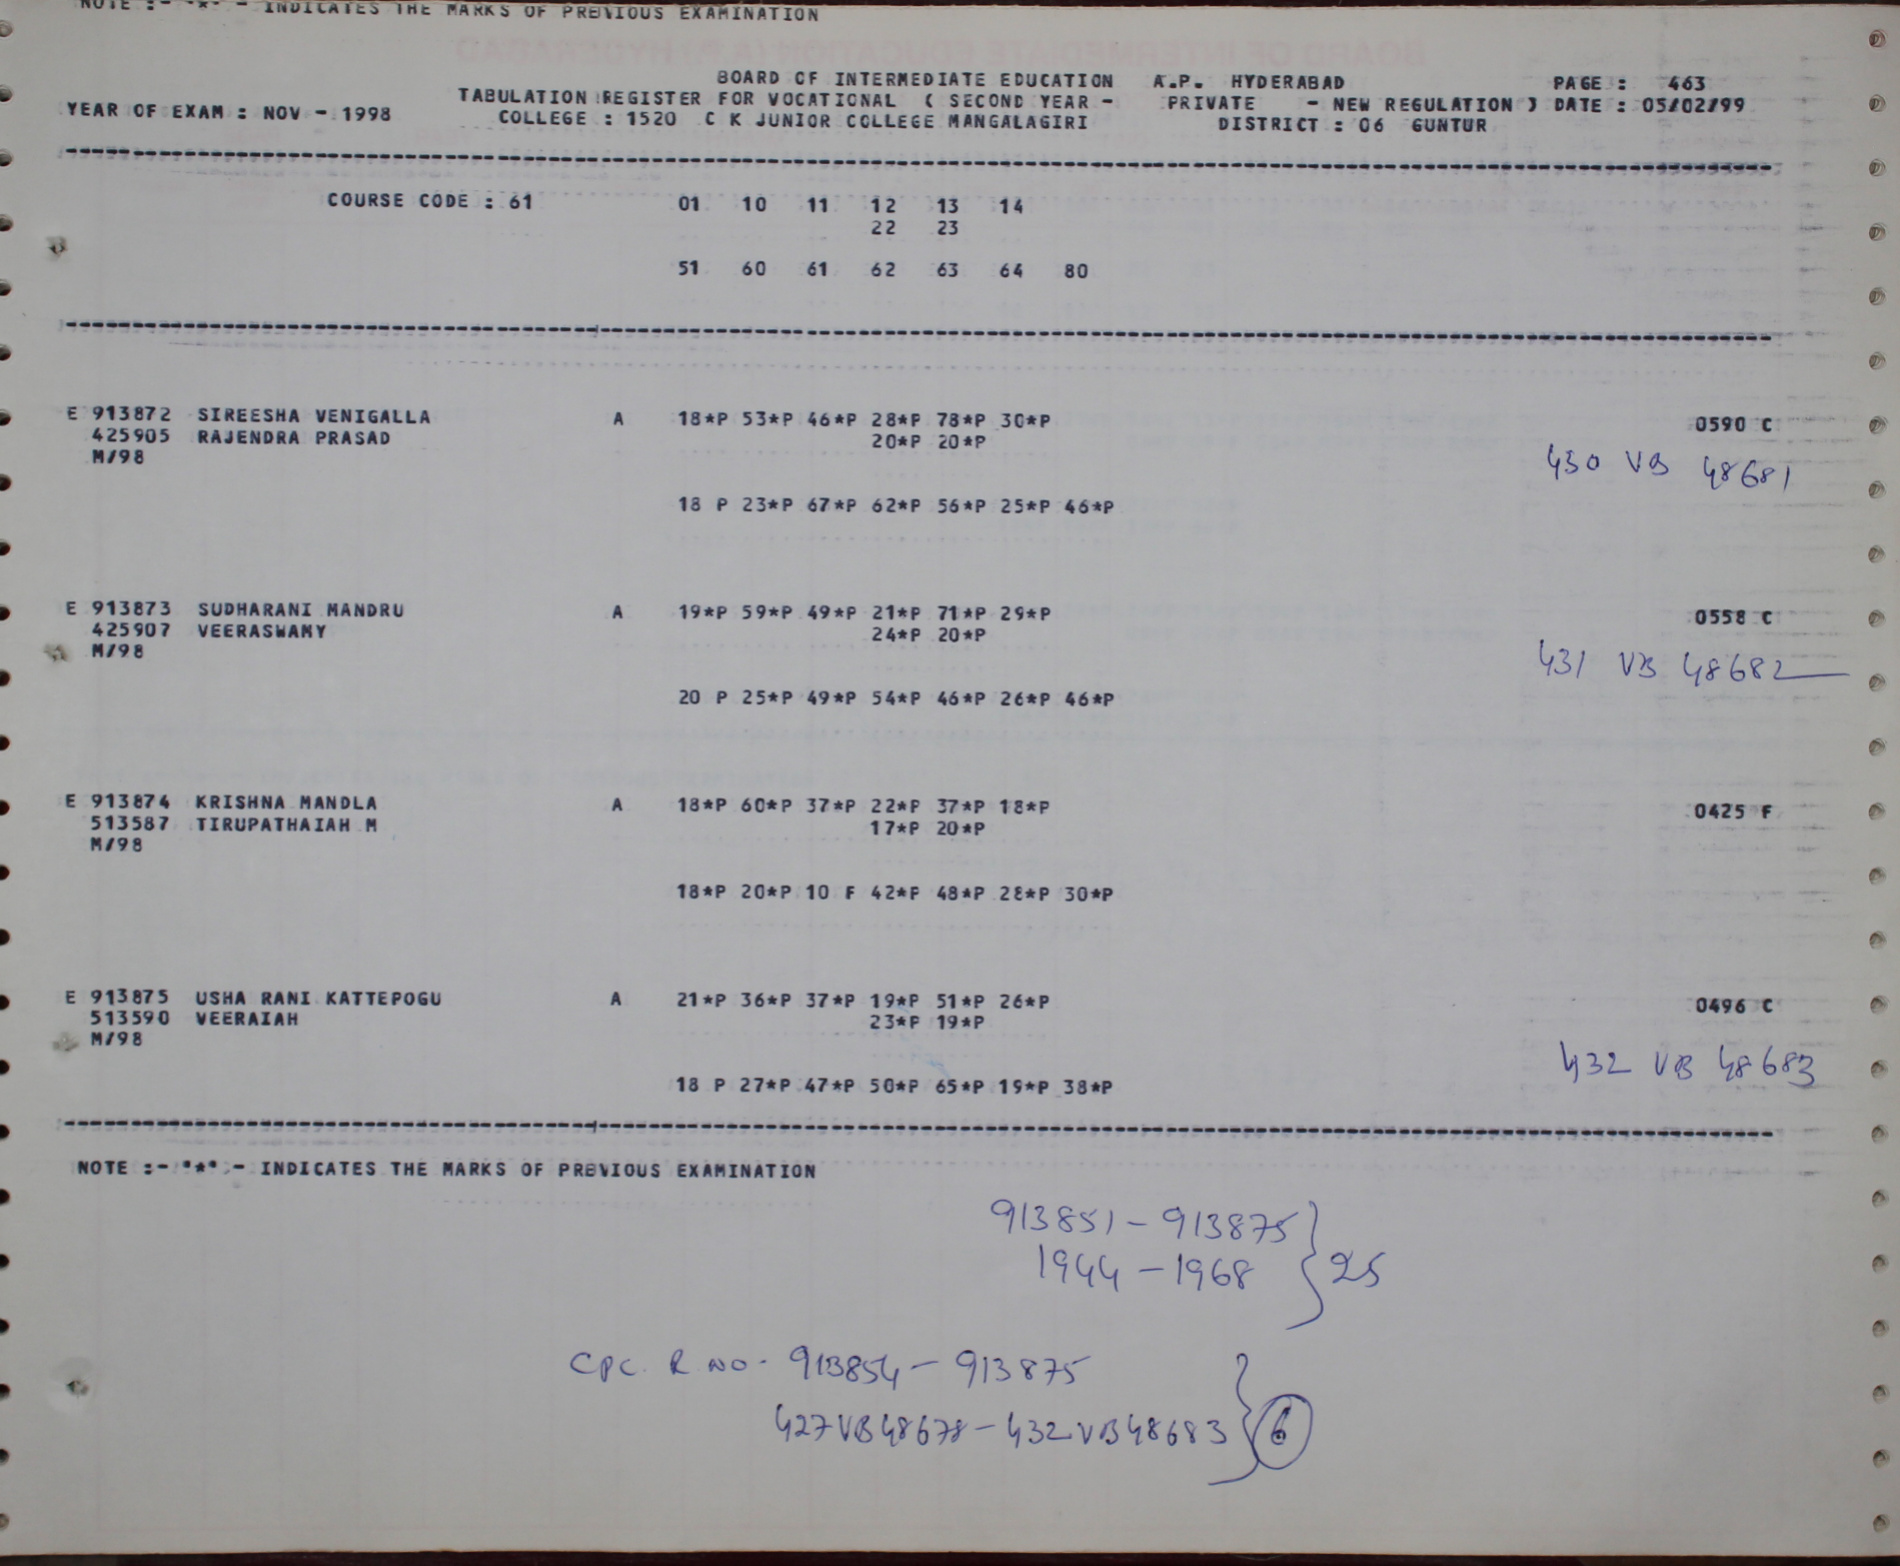 NOTE :- "*" - INDICATES THE MARKS OF PREVIOUS EXAMINATION
BOARD OF INTERMEDIATE EDUCATION A.P. HYDERABAD PAGE : 463
YEAR OF EXAM : NOV - 1998 TABULATION REGISTER FOR VOCATIONAL ( SECOND YEAR - PRIVATE - NEW REGULATION ) DATE : 05/02/99
COLLEGE : 1520 C K JUNIOR COLLEGE MANGALAGIRI DISTRICT : 06 GUNTUR
COURSE CODE : 61 01 10 11 12 13 14
22 23
51 60 61 62 63 64 80
E 913872 SIREESHA VENIGALLA A 18*P 53*P 46*P 28*P 78*P 30*P 0590 C
425905 RAJENDRA PRASAD 20*P 20*P
M/98 430 VB 48681
18 P 23*P 67*P 62*P 56*P 25*P 46*P
E 913873 SUDHARANI MANDRU A 19*P 59*P 49*P 21*P 71*P 29*P 0558 C
425907 VEERASWAMY 24*P 20*P
M/98 431 VB 48682
20 P 25*P 49*P 54*P 46*P 26*P 46*P
E 913874 KRISHNA MANDLA A 18*P 60*P 37*P 22*P 37*P 18*P 0425 F
513587 TIRUPATHAIAH M 17*P 20*P
M/98
18*P 20*P 10 F 42*P 48*P 28*P 30*P
E 913875 USHA RANI KATTEPOGU A 21*P 36*P 37*P 19*P 51*P 26*P 0496 C
513590 VEERAIAH 23*P 19*P
M/98 432 VB 48683
18 P 27*P 47*P 50*P 65*P 19*P 38*P
NOTE :- "*" - INDICATES THE MARKS OF PREVIOUS EXAMINATION
913851 - 913875
1944 - 1968 } 25
CPC. R NO - 913854 - 913875
427 VB 48678 - 432 VB 48683 } 6